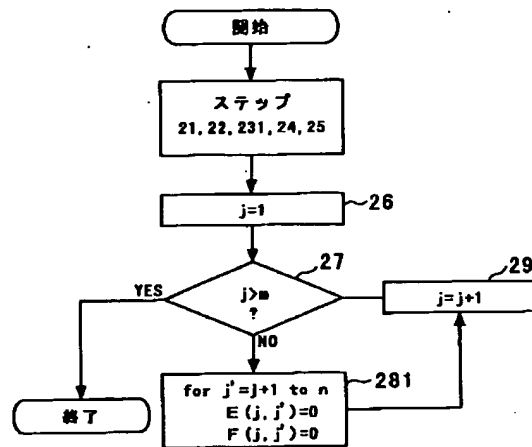 開始
ステップ
21, 22, 231, 24, 25
j=1
26
27
29
j>m
?
j=j+1
YES
NO
281
for j'=j+1 to n
E(j, j')=0
F(j, j')=0
終了